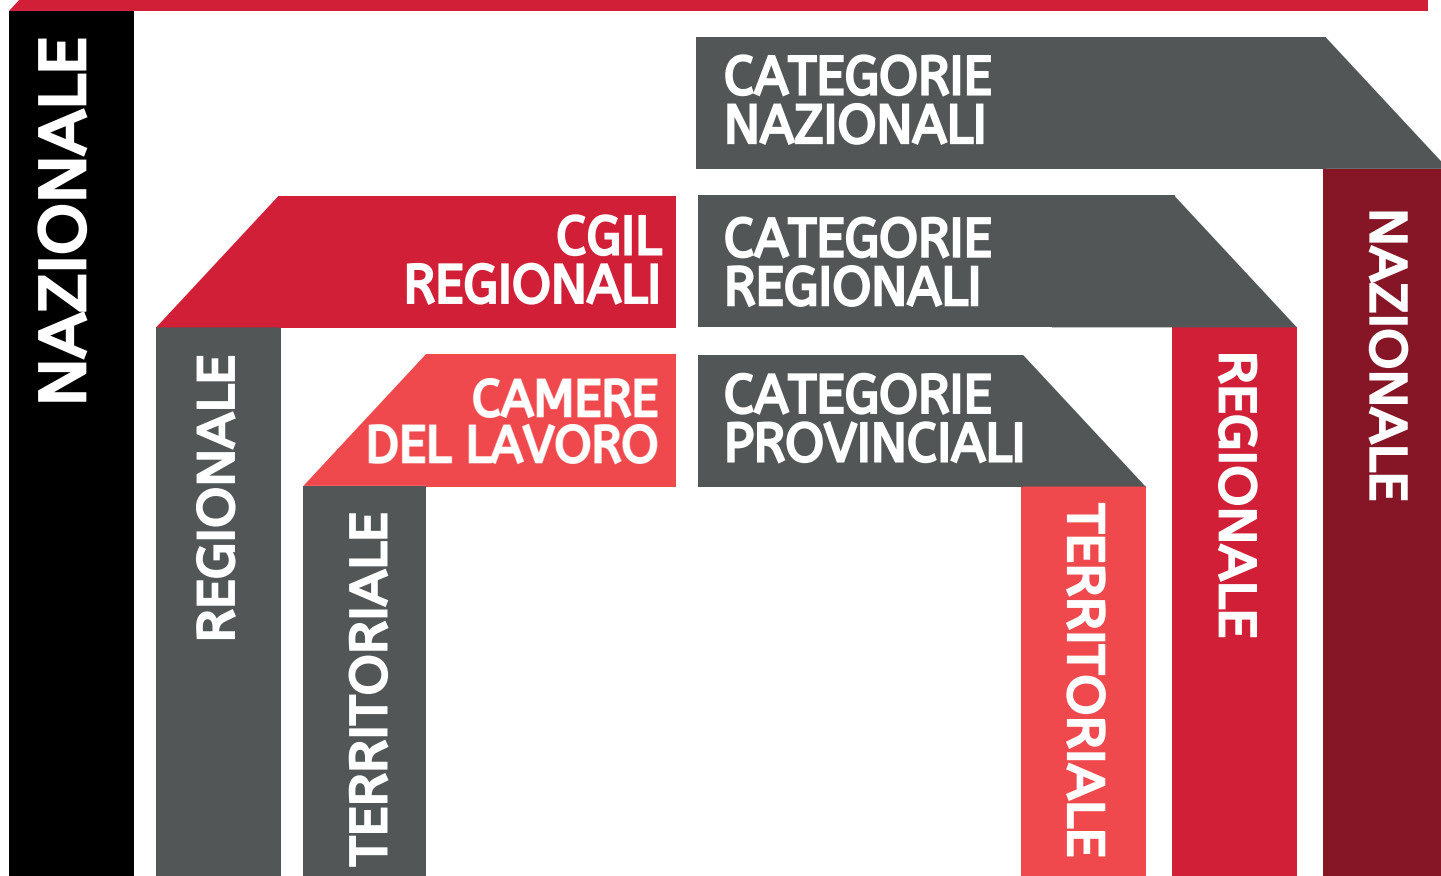 NAZIONALE
CATEGORIE
NAZIONALI
NAZIONALE
CGIL
REGIONALI
CATEGORIE
REGIONALI
REGIONALE
REGIONALE
CAMERE
DEL LAVORO
CATEGORIE
PROVINCIALI
TERRITORIALE
TERRITORIALE